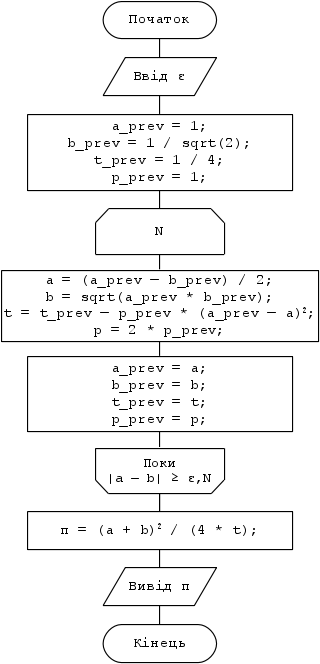 Початок
Ввід ε
a_prev = 1;
b_prev = 1 / sqrt(2);
t_prev = 1 / 4;
p_prev = 1;
N
a = (a_prev − b_prev) / 2;
b = sqrt(a_prev * b_prev);
t = t_prev − p_prev * (a_prev − a)²;
p = 2 * p_prev;
a_prev = a;
b_prev = b;
t_prev = t;
p_prev = p;
Поки
|a − b| ≥ ε,N
π = (a + b)² / (4 * t);
Вивід π
Кінець